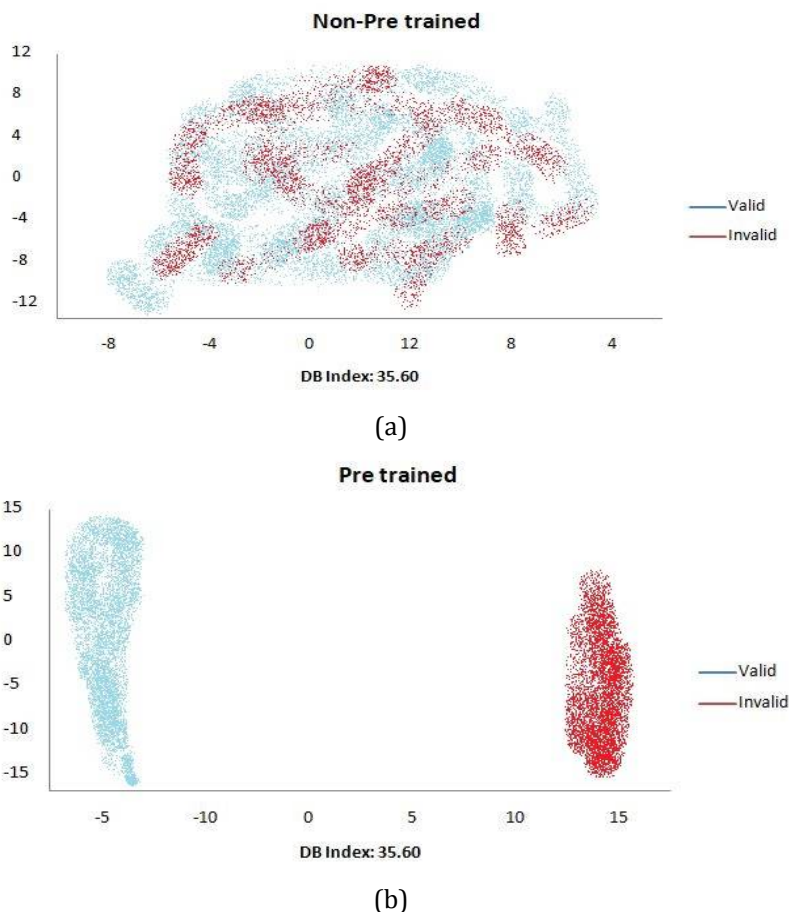 Non-Pre trained
12
8
4
0
-4
-8
-12
Valid
Invalid
-8 -4 0 12 8 4
DB Index: 35.60
(a)
Pre trained
15
10
5
0
-5
-10
-15
Valid
Invalid
-5 -10 0 5 10 15
DB Index: 35.60
(b)